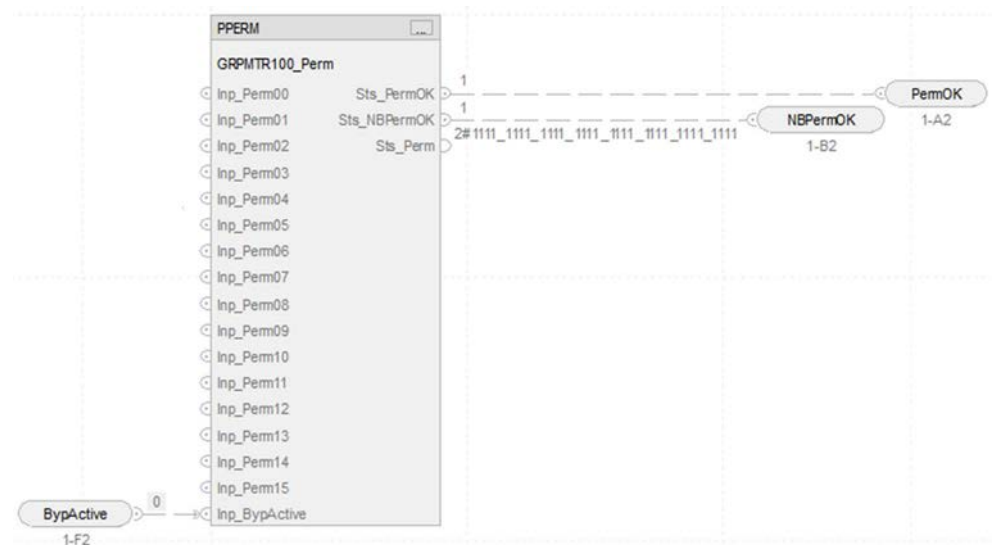 PPERM ...
GRPMTR100_Perm
Inp_Perm00 Sts_PermOK 1 PermOK
1-A2
Inp_Perm01 Sts_NBPermOK 1 NBPermOK
1-B2
Inp_Perm02 Sts_Perm 2#1111_1111_1111_1111_1111_1111_1111_1111
Inp_Perm03
Inp_Perm04
Inp_Perm05
Inp_Perm06
Inp_Perm07
Inp_Perm08
Inp_Perm09
Inp_Perm10
Inp_Perm11
Inp_Perm12
Inp_Perm13
Inp_Perm14
Inp_Perm15
BypActive 0 Inp_BypActive
1-F2